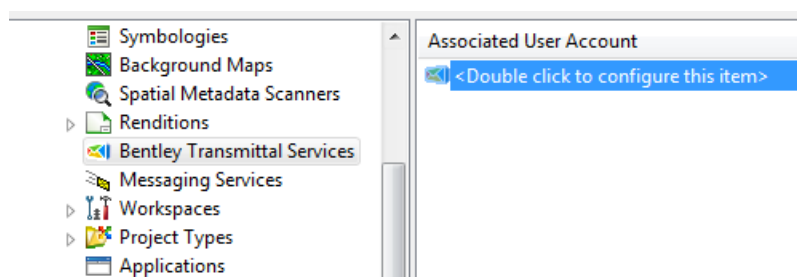 Symbologies
Background Maps
Spatial Metadata Scanners
Renditions
Bentley Transmittal Services
Messaging Services
Workspaces
Project Types
Applications
Associated User Account
<Double click to configure this item>